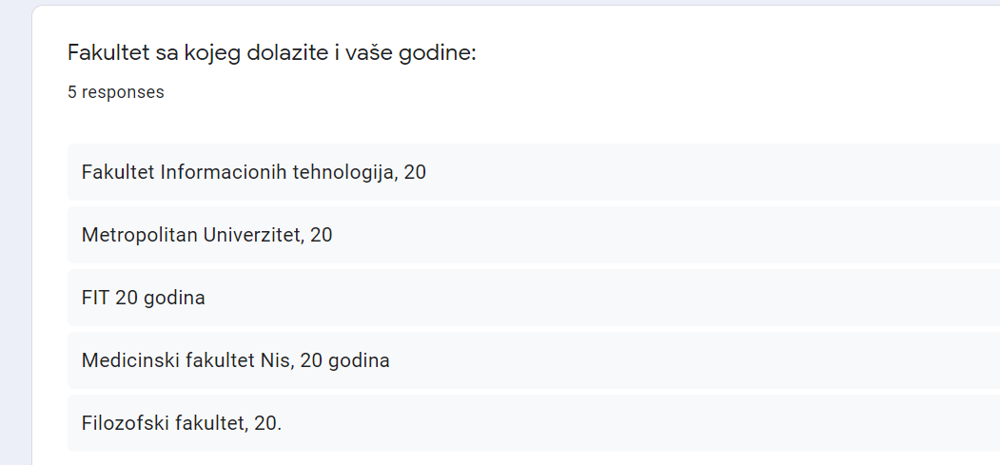 Fakultet sa kojeg dolazite i vaše godine:
5 responses
Fakultet Informacionih tehnologija, 20
Metropolitan Univerzitet, 20
FIT 20 godina
Medicinski fakultet Nis, 20 godina
Filozofski fakultet, 20.